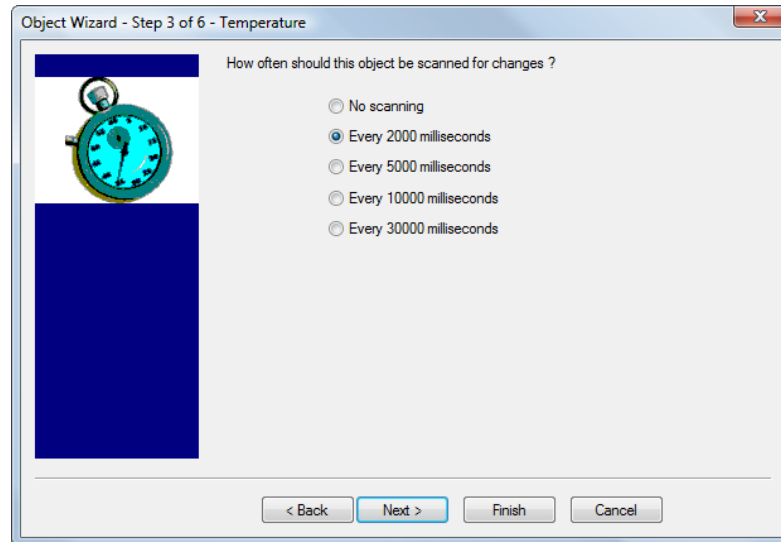 Object Wizard - Step 3 of 6 - Temperature
How often should this object be scanned for changes ?
No scanning
Every 2000 milliseconds
Every 5000 milliseconds
Every 10000 milliseconds
Every 30000 milliseconds
< Back Next > Finish Cancel